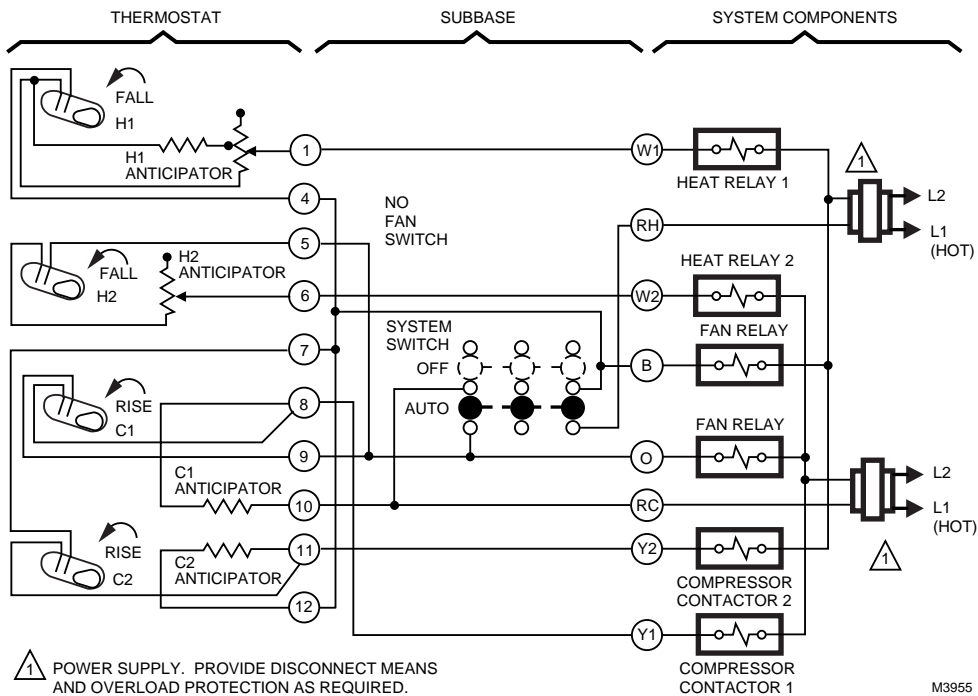 THERMOSTAT
SUBBASE
SYSTEM COMPONENTS
FALL
H1
H1
ANTICIPATOR
1
W1
HEAT RELAY 1
1
L2
L1
(HOT)
4
NO
FAN
SWITCH
RH
5
FALL
H2
H2
ANTICIPATOR
6
W2
HEAT RELAY 2
7
SYSTEM
SWITCH
OFF
AUTO
B
FAN RELAY
RISE
C1
8
9
O
FAN RELAY
C1
ANTICIPATOR
10
RC
L2
L1
(HOT)
1
RISE
C2
C2
ANTICIPATOR
11
Y2
COMPRESSOR
CONTACTOR 2
12
Y1
COMPRESSOR
CONTACTOR 1
1 POWER SUPPLY. PROVIDE DISCONNECT MEANS
AND OVERLOAD PROTECTION AS REQUIRED.
M3955